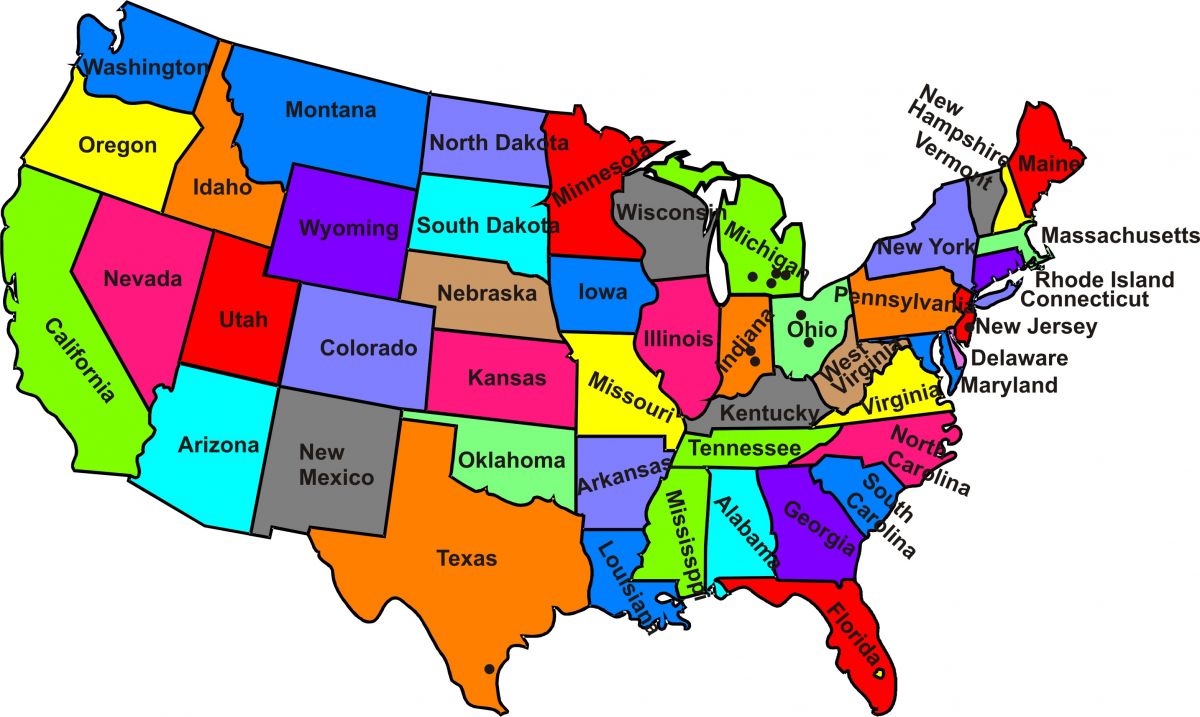 Washington
Montana
North Dakota
Minnesota
Oregon
Idaho
Wyoming
South Dakota
Wisconsin
Michigan
New
Hampshire
Vermont
Maine
New York
Massachusetts
Rhode Island
Connecticut
Nevada
Utah
Nebraska
Iowa
Illinois
Indiana
Ohio
Pennsylvania
New Jersey
Delaware
Maryland
California
Colorado
Kansas
Missouri
Kentucky
West
Virginia
Virginia
Arizona
New
Mexico
Oklahoma
Arkansas
Tennessee
North
Carolina
South
Carolina
Texas
Louisiana
Mississppi
Alabama
Georgia
Florida